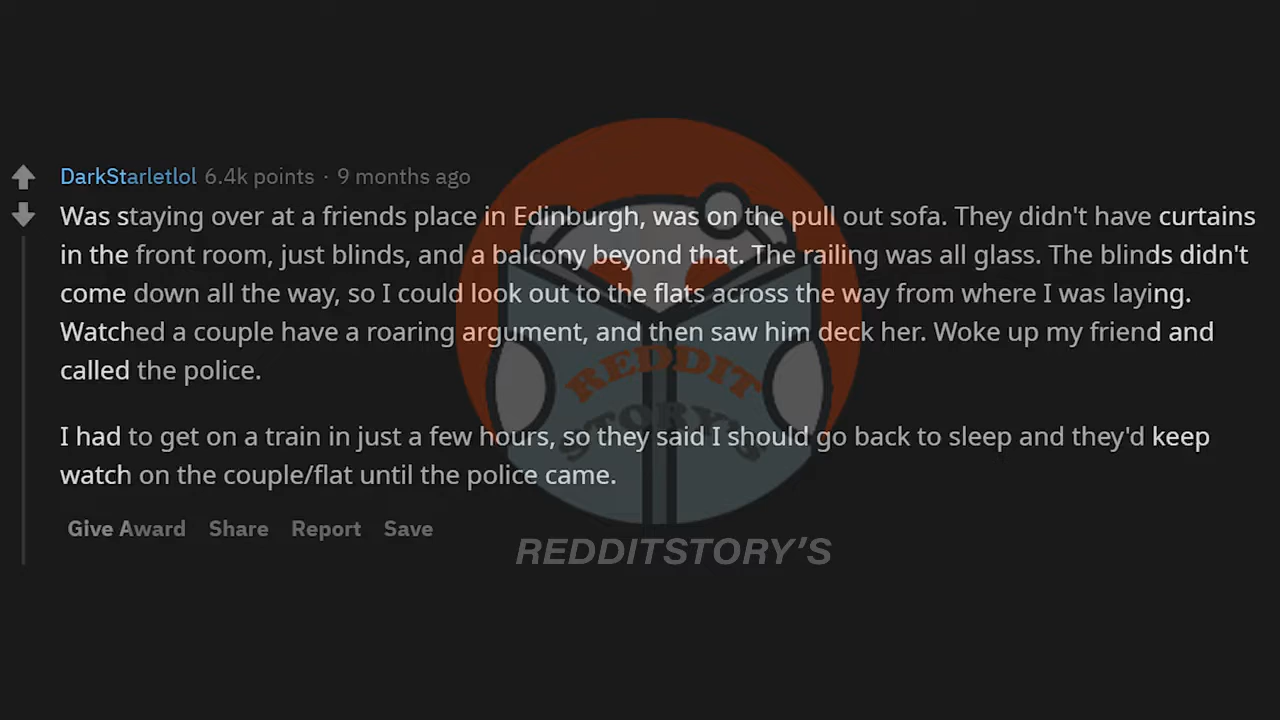 DarkStarletlol 6.4k points · 9 months ago
Was staying over at a friends place in Edinburgh, was on the pull out sofa. They didn't have curtains
in the front room, just blinds, and a balcony beyond that. The railing was all glass. The blinds didn't
come down all the way, so I could look out to the flats across the way from where I was laying.
Watched a couple have a roaring argument, and then saw him deck her. Woke up my friend and
called the police.
I had to get on a train in just a few hours, so they said I should go back to sleep and they'd keep
watch on the couple/flat until the police came.
Give Award Share Report Save
REDDIT
STORY'S
REDDITSTORY'S